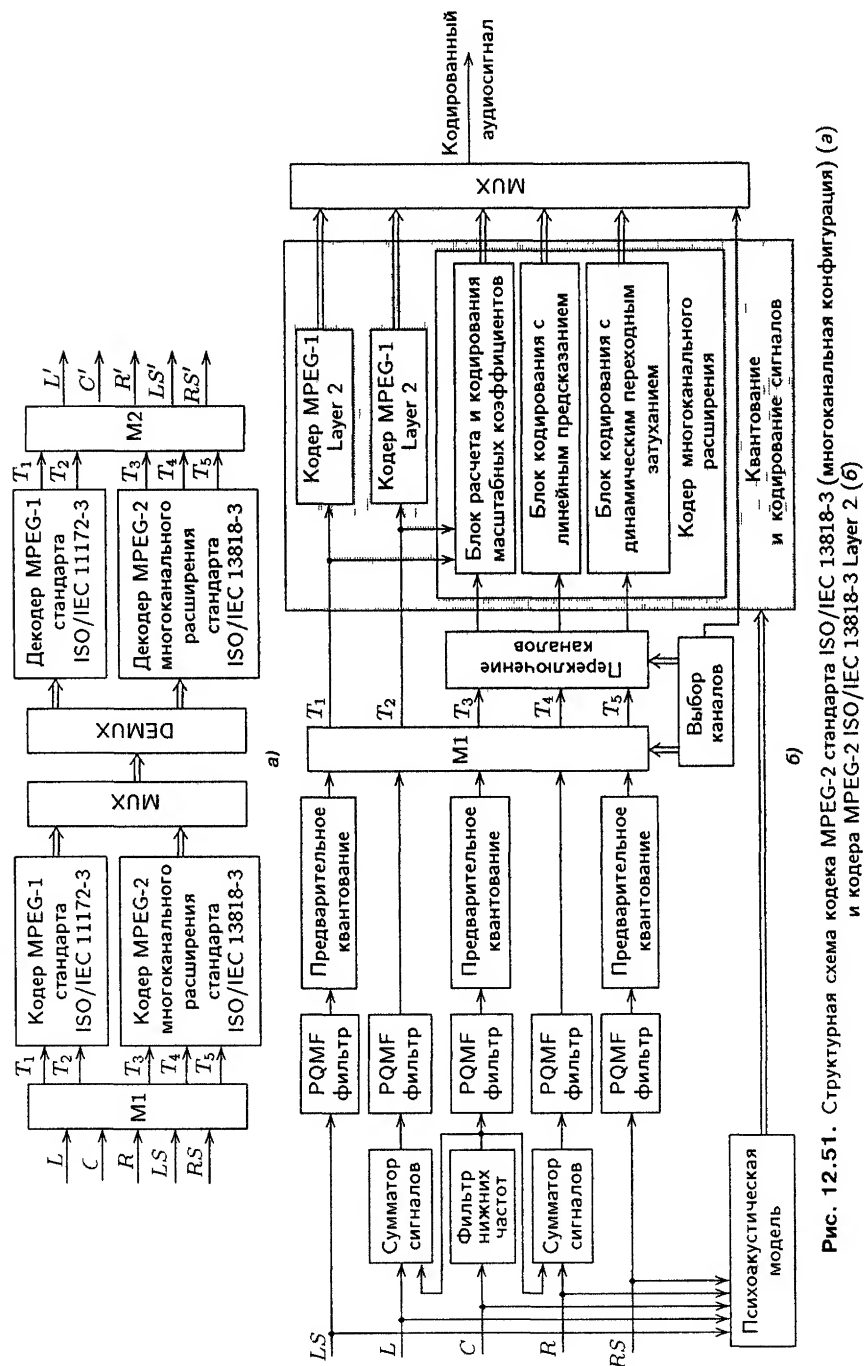 L
C
R
LS
RS
M1
T₁
T₂
T₃
T₄
T₅
Кодер MPEG-1
стандарта
ISO/IEC 11172-3
Кодер MPEG-2
многоканального
расширения
стандарта
ISO/IEC 13818-3
MUX
DEMUX
Декодер MPEG-1
стандарта
ISO/IEC 11172-3
Декодер MPEG-2
многоканального
расширения
стандарта
ISO/IEC 13818-3
T₁
T₂
T₃
T₄
T₅
M2
L'
C'
R'
LS'
RS'
а)
LS
L
C
R
RS
Сумматор
сигналов
Фильтр
нижних
частот
Сумматор
сигналов
Психоакустическая
модель
PQMF
фильтр
PQMF
фильтр
PQMF
фильтр
PQMF
фильтр
PQMF
фильтр
Предварительное
квантование
Предварительное
квантование
Предварительное
квантование
M1
T₁
T₂
T₃
T₄
T₅
Переключение
каналов
Выбор
каналов
Кодер MPEG-1
Layer 2
Кодер MPEG-1
Layer 2
Блок расчета и кодирования
масштабных коэффициентов
Блок кодирования с
линейным предсказанием
Блок кодирования с
динамическим переходным
затуханием
Кодер многоканального
расширения
Квантование
и кодирование сигналов
MUX
Кодированный
аудиосигнал
б)
Рис. 12.51. Структурная схема кодека MPEG-2 стандарта ISO/IEC 13818-3 (многоканальная конфигурация) (а)
и кодера MPEG-2 ISO/IEC 13818-3 Layer 2 (б)